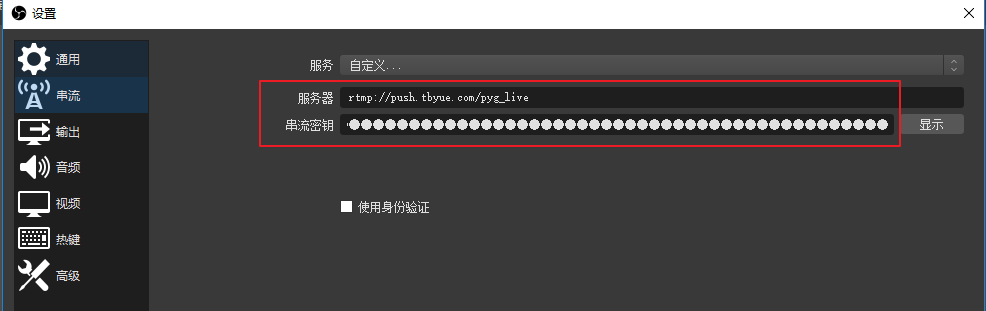 设置
通用
串流
输出
音频
视频
热键
高级
服务 自定义...
服务器 rtmp://push.tbyue.com/pyg_live
串流密钥 显示
使用身份验证